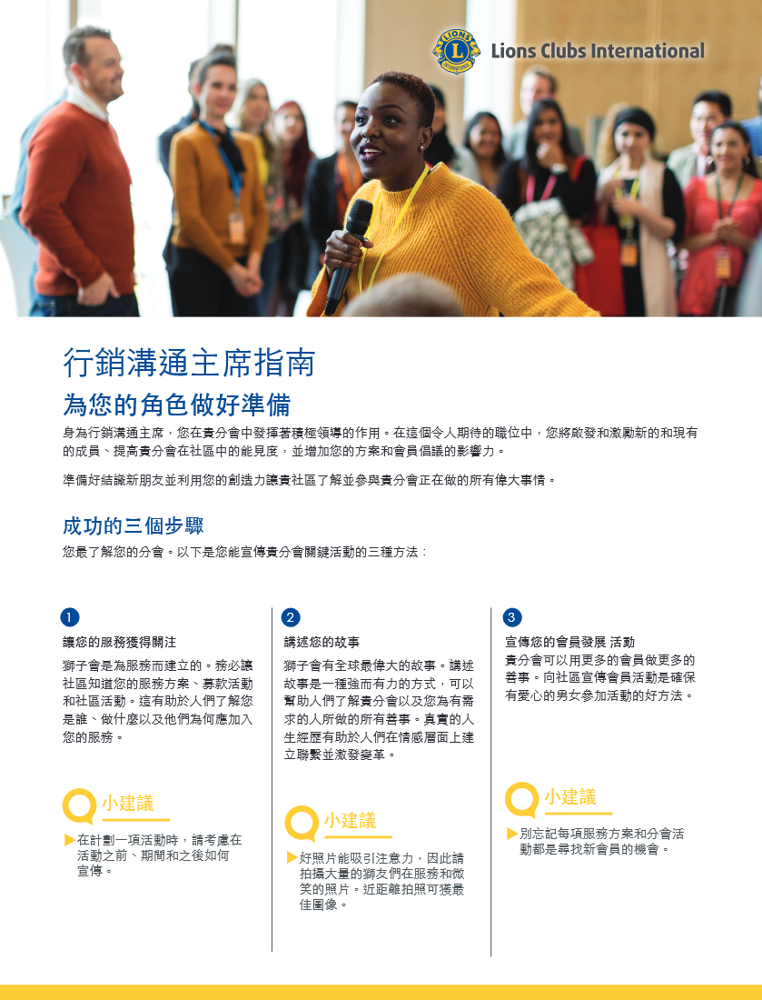 LIONS
L
INTERNATIONAL
Lions Clubs International
行銷溝通主席指南
為您的角色做好準備
身為行銷溝通主席，您在貴分會中發揮著積極領導的作用。在這個令人期待的職位中，您將啟發和激勵新的和現有
的成員、提高貴分會在社區中的能見度，並增加您的方案和會員倡議的影響力。
準備好結識新朋友並利用您的創造力讓貴社區了解並參與貴分會正在做的所有偉大事情。
成功的三個步驟
您最了解您的分會。以下是您能宣傳貴分會關鍵活動的三種方法：
1
讓您的服務獲得關注
獅子會是為服務而建立的。務必讓
社區知道您的服務方案、募款活動
和社區活動。這有助於人們了解您
是誰、做什麼以及他們為何應加入
您的服務。
小建議
▶在計劃一項活動時，請考慮在
活動之前、期間和之後如何
宣傳。
2
講述您的故事
獅子會有全球最偉大的故事。講述
故事是一種強而有力的方式，可以
幫助人們了解貴分會以及您為有需
求的人所做的所有善事。真實的人
生經歷有助於人們在情感層面上建
立聯繫並激發變革。
小建議
▶好照片能吸引注意力，因此請
拍攝大量的獅友們在服務和微
笑的照片。近距離拍照可獲最
佳圖像。
3
宣傳您的會員發展 活動
貴分會可以用更多的會員做更多的
善事。向社區宣傳會員活動是確保
有愛心的男女參加活動的好方法。
小建議
▶別忘記每項服務方案和分會活
動都是尋找新會員的機會。